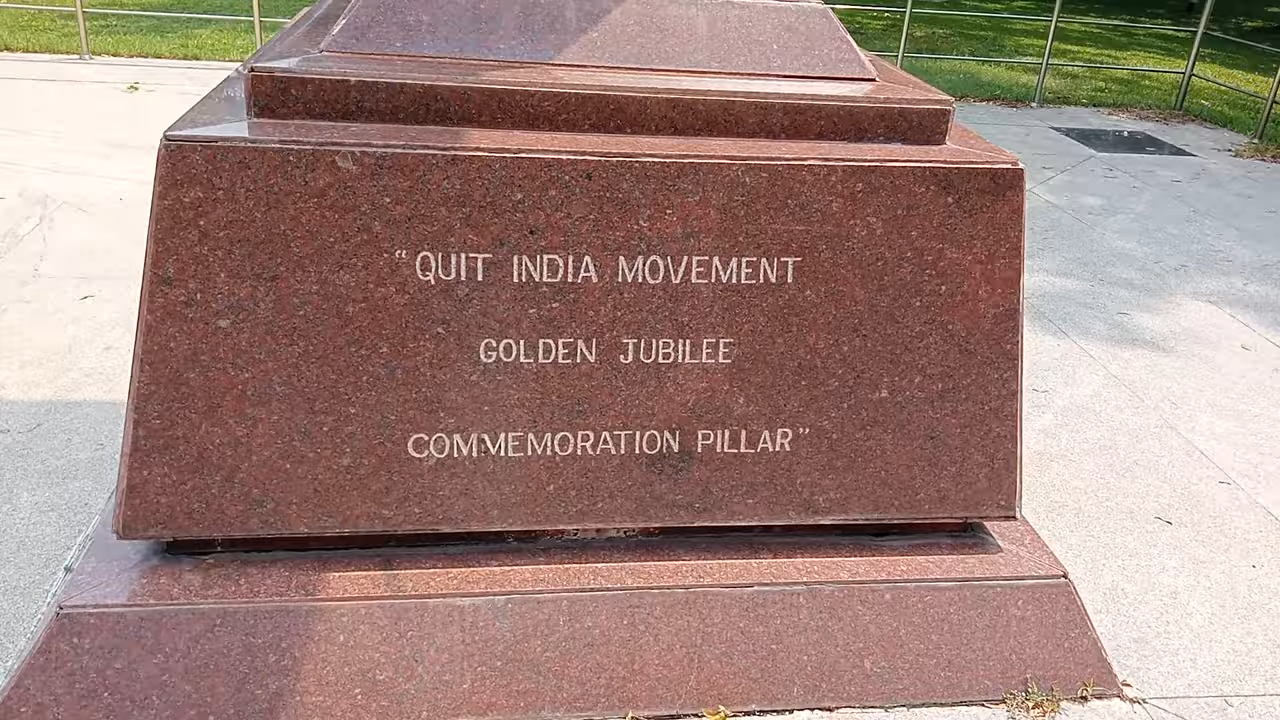 “QUIT INDIA MOVEMENT
GOLDEN JUBILEE
COMMEMORATION PILLAR”